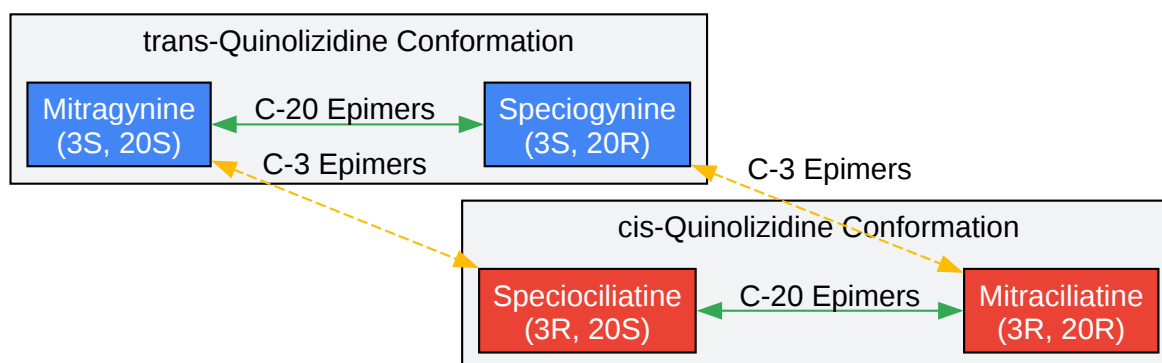 trans-Quinolizidine Conformation
Mitragynine
(3S, 20S)
C-20 Epimers
Speciogynine
(3S, 20R)
C-3 Epimers
C-3 Epimers
cis-Quinolizidine Conformation
Speciociliatine
(3R, 20S)
C-20 Epimers
Mitraciliatine
(3R, 20R)